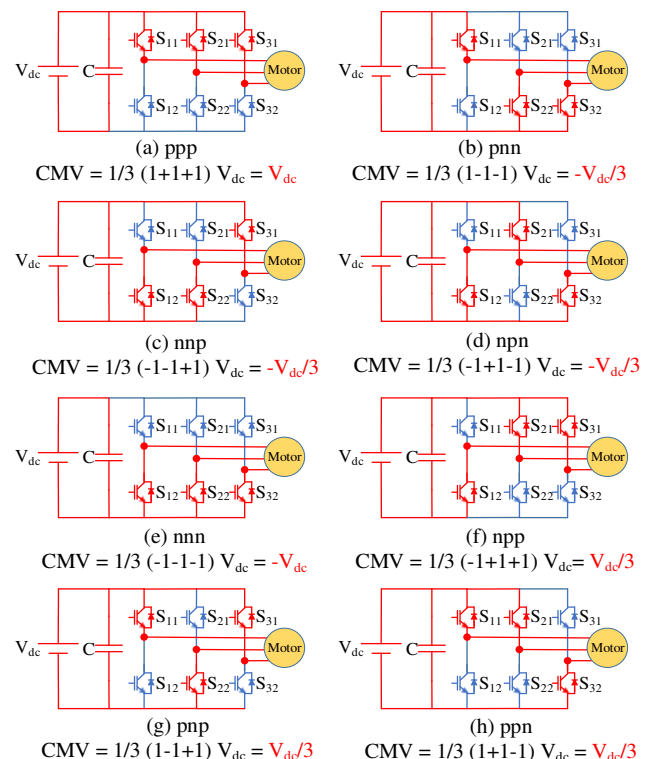 S11 S21 S31
Vdc C Motor
S12 S22 S32
(a) ppp
CMV = 1/3 (1+1+1) Vdc = Vdc
S11 S21 S31
Vdc C Motor
S12 S22 S32
(b) pnn
CMV = 1/3 (1-1-1) Vdc = -Vdc/3
S11 S21 S31
Vdc C Motor
S12 S22 S32
(c) nnp
CMV = 1/3 (-1-1+1) Vdc = -Vdc/3
S11 S21 S31
Vdc C Motor
S12 S22 S32
(d) npn
CMV = 1/3 (-1+1-1) Vdc = -Vdc/3
S11 S21 S31
Vdc C Motor
S12 S22 S32
(e) nnn
CMV = 1/3 (-1-1-1) Vdc = -Vdc
S11 S21 S31
Vdc C Motor
S12 S22 S32
(f) npp
CMV = 1/3 (-1+1+1) Vdc= Vdc/3
S11 S21 S31
Vdc C Motor
S12 S22 S32
(g) pnp
CMV = 1/3 (1-1+1) Vdc = Vdc/3
S11 S21 S31
Vdc C Motor
S12 S22 S32
(h) ppn
CMV = 1/3 (1+1-1) Vdc = Vdc/3